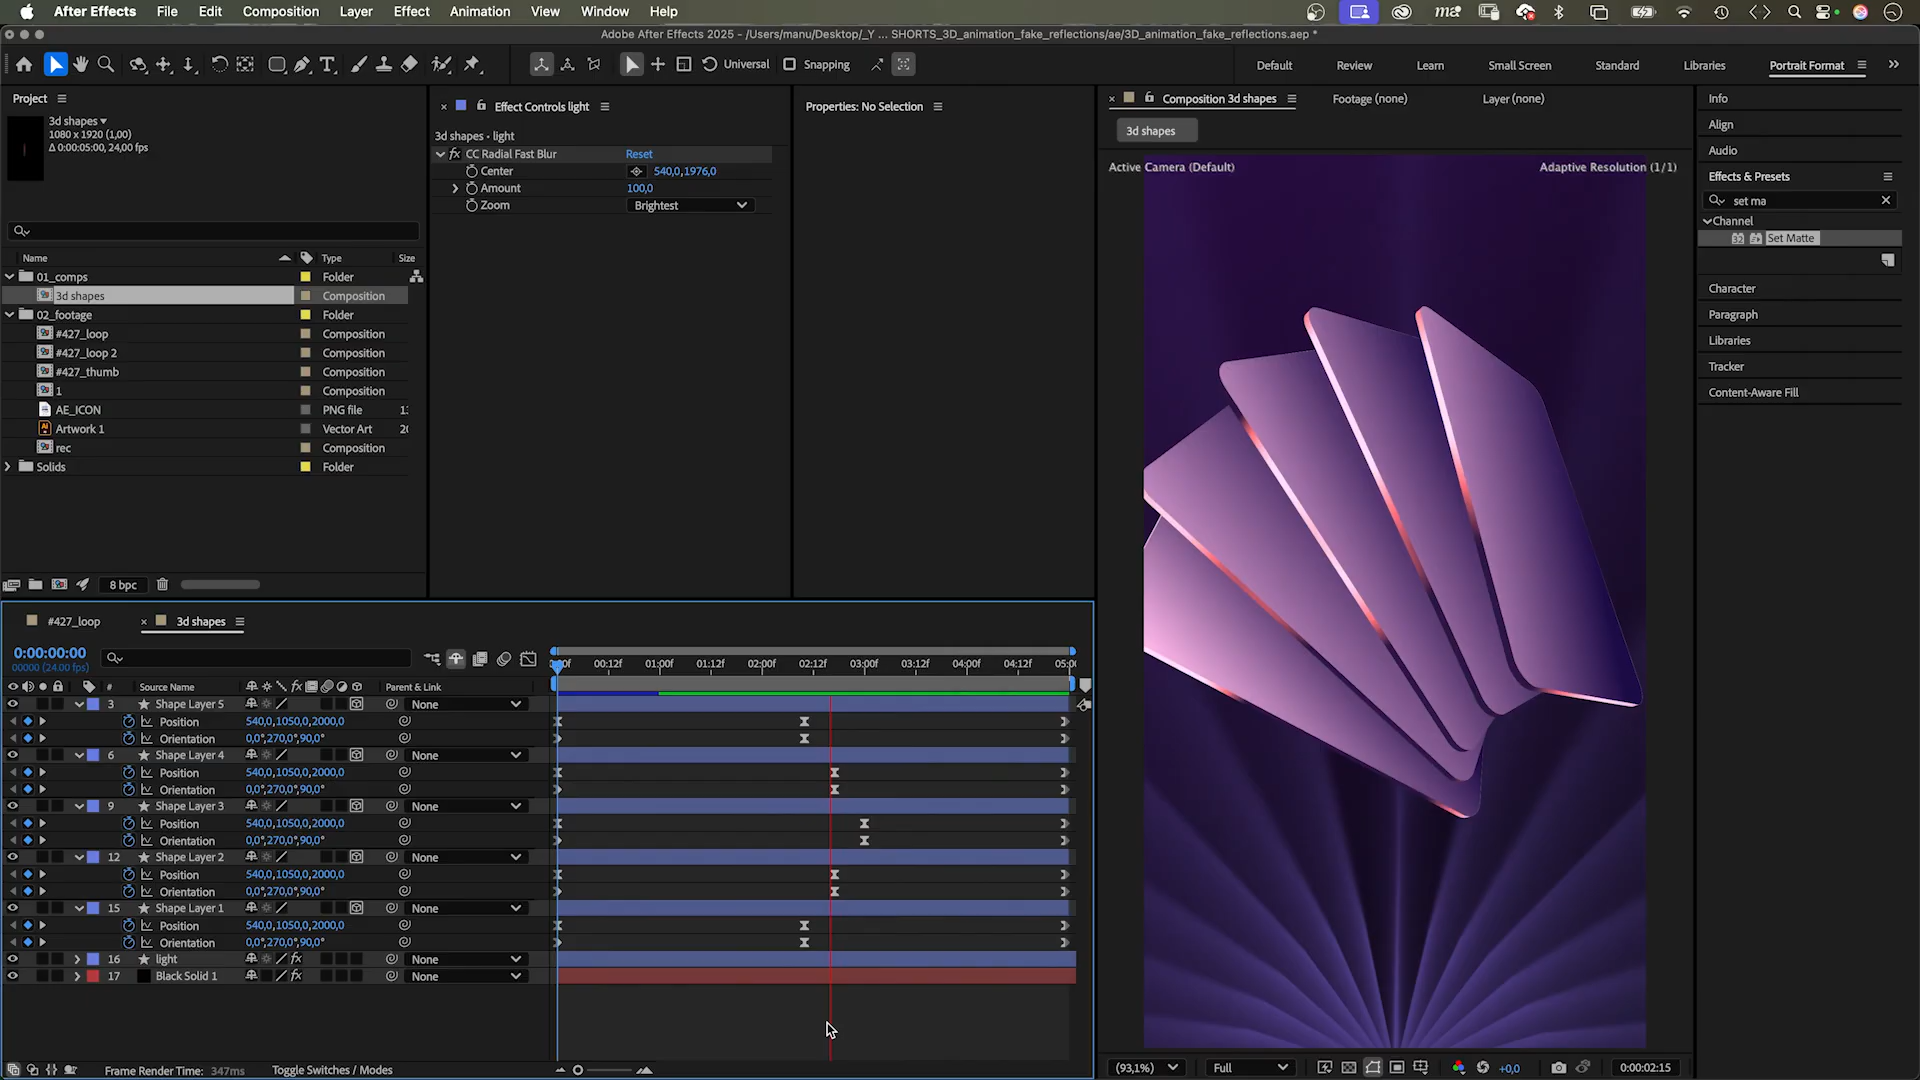 After Effects File Edit Composition Layer Effect Animation View Window Help
Adobe After Effects 2025 - /Users/manu/Desktop/_Y ... SHORTS_3D_animation_fake_reflections/ae/3D_animation_fake_reflections.aep *
Universal Snapping Default Review Learn Small Screen Standard Libraries Portrait Format
Project
3d shapes
1080 x 1920 (1,00)
Δ 0:00:05:00, 24,00 fps
Name Type Size
01_comps Folder
3d shapes Composition
02_footage Folder
#427_loop Composition
#427_loop 2 Composition
#427_thumb Composition
1 Composition
AE_ICON PNG file
Artwork 1 Vector Art
rec Composition
Solids Folder
8 bpc
Effect Controls light
3d shapes • light
fx CC Radial Fast Blur Reset
Center 540,0,1976,0
Amount 100,0
Zoom Brightest
Properties: No Selection
Composition 3d shapes Footage (none) Layer (none)
3d shapes
Active Camera (Default) Adaptive Resolution (1/1)
(93,1%) Full +0,0 0:00:02:15
Info
Align
Audio
Effects & Presets
set ma
Channel
32 Set Matte
Character
Paragraph
Libraries
Tracker
Content-Aware Fill
#427_loop 3d shapes
0:00:00:00
00000 (24.00 fps)
00:12f 01:00f 01:12f 02:00f 02:12f 03:00f 03:12f 04:00f 04:12f 05:00
# Source Name fx Parent & Link
3 Shape Layer 5 None
Position 540,0,1050,0,2000,0
Orientation 0,0°,270,0°,90,0°
6 Shape Layer 4 None
Position 540,0,1050,0,2000,0
Orientation 0,0°,270,0°,90,0°
9 Shape Layer 3 None
Position 540,0,1050,0,2000,0
Orientation 0,0°,270,0°,90,0°
12 Shape Layer 2 None
Position 540,0,1050,0,2000,0
Orientation 0,0°,270,0°,90,0°
15 Shape Layer 1 None
Position 540,0,1050,0,2000,0
Orientation 0,0°,270,0°,90,0°
16 light fx None
17 Black Solid 1 fx None
Frame Render Time: 347ms Toggle Switches / Modes